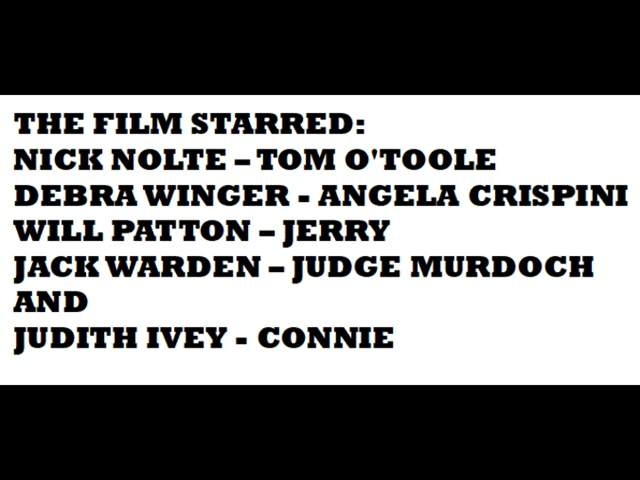 THE FILM STARRED:
NICK NOLTE – TOM O'TOOLE
DEBRA WINGER - ANGELA CRISPINI
WILL PATTON – JERRY
JACK WARDEN – JUDGE MURDOCH
AND
JUDITH IVEY - CONNIE